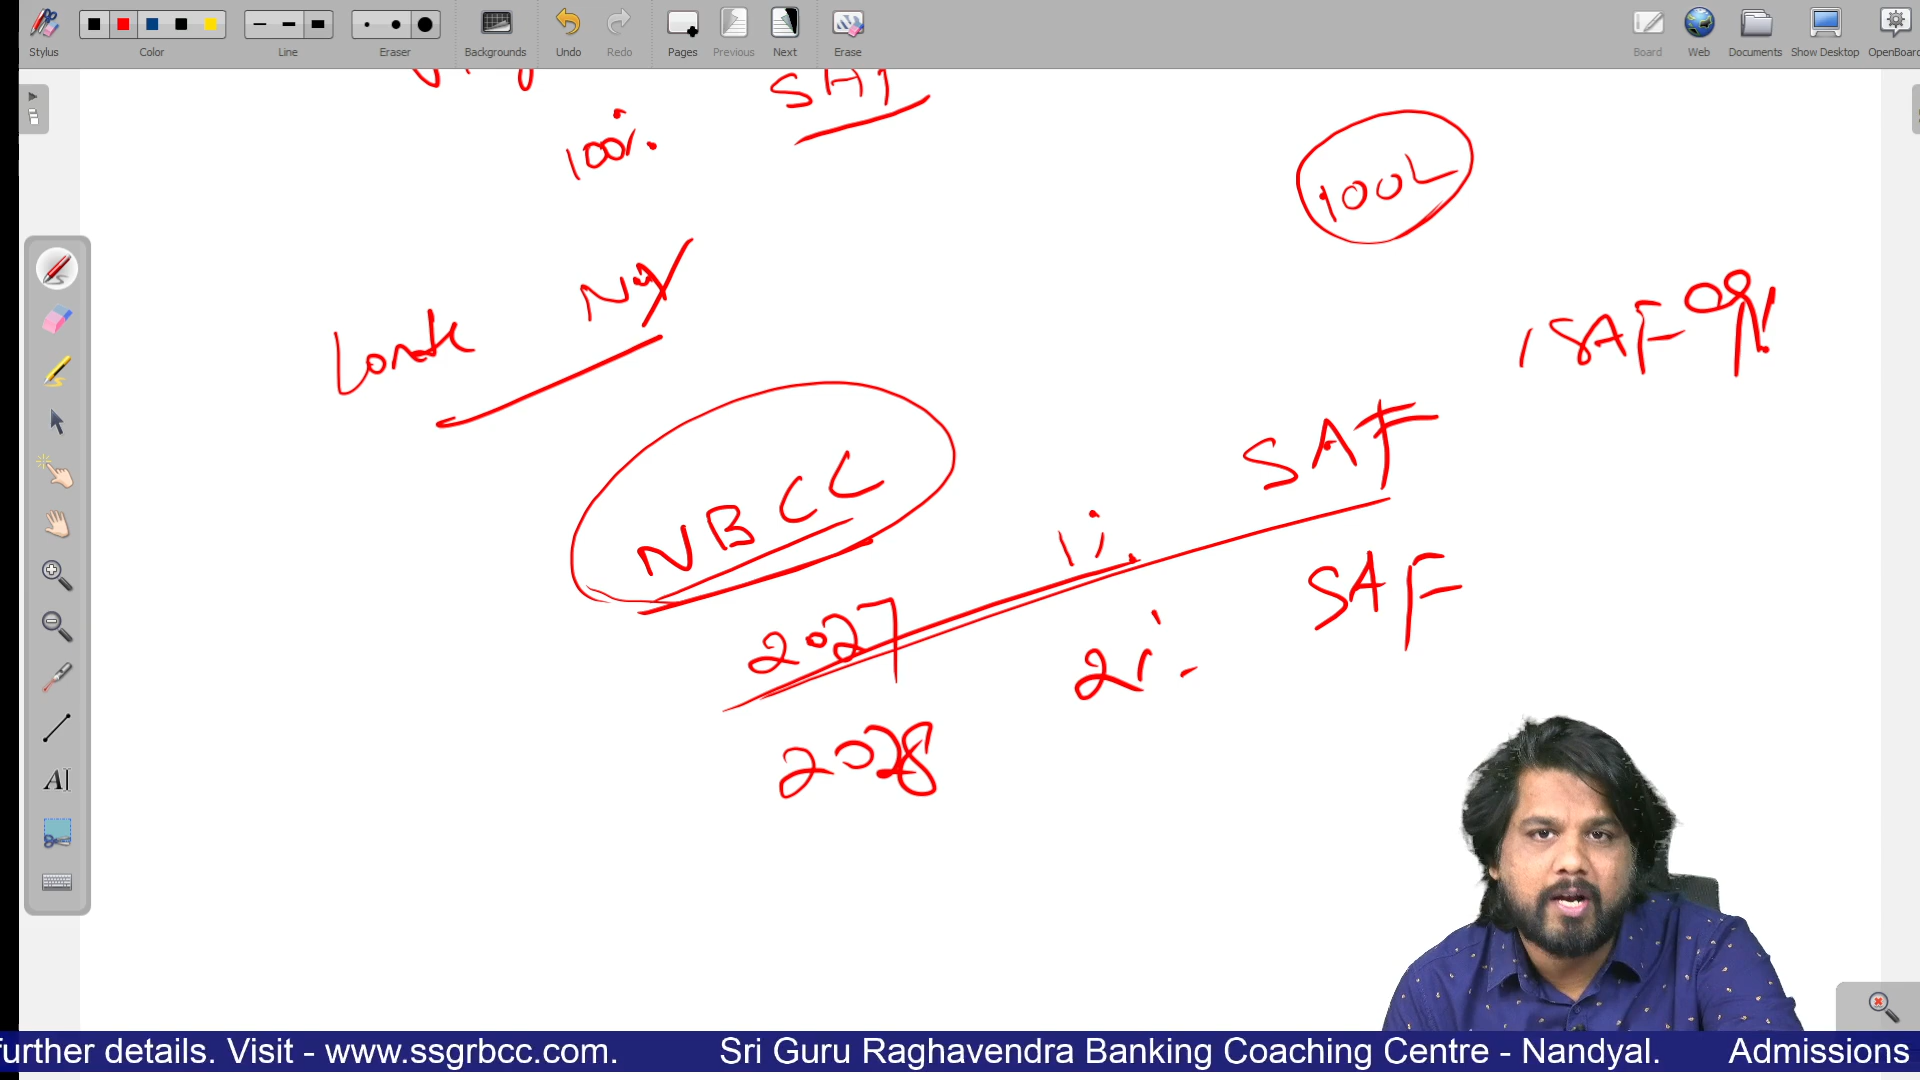 Stylus Color Line Eraser Backgrounds Undo Redo Pages Previous Next Erase Board Web Documents Show Desktop OpenBoard
100%.
100L
NBCC
SAF
1%.
SAF
2027
2%.
2028
further details. Visit - www.ssgrbcc.com. Sri Guru Raghavendra Banking Coaching Centre - Nandyal. Admissions